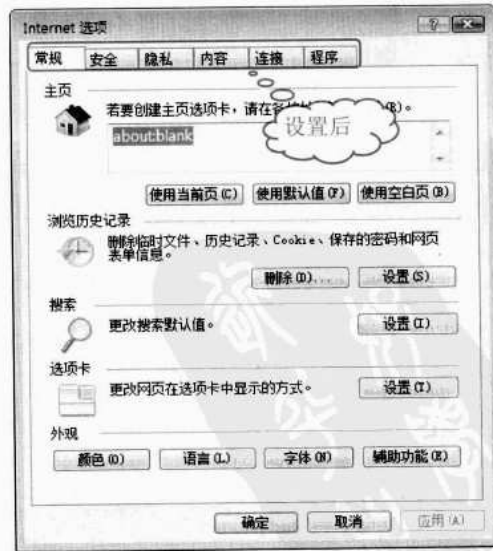 Internet 选项
常规 安全 隐私 内容 连接 程序
主页
若要创建主页选项卡，请在各 (R)。
设置后
about:blank
使用当前页(C) 使用默认值(F) 使用空白页(B)
浏览历史记录
删除临时文件、历史记录、Cookie、保存的密码和网页
表单信息。
删除(D)... 设置(S)
搜索
更改搜索默认值。 设置(I)
选项卡
更改网页在选项卡中显示的方式。 设置(T)
外观
颜色(O) 语言(L) 字体(N) 辅助功能(E)
确定 取消 应用(A)